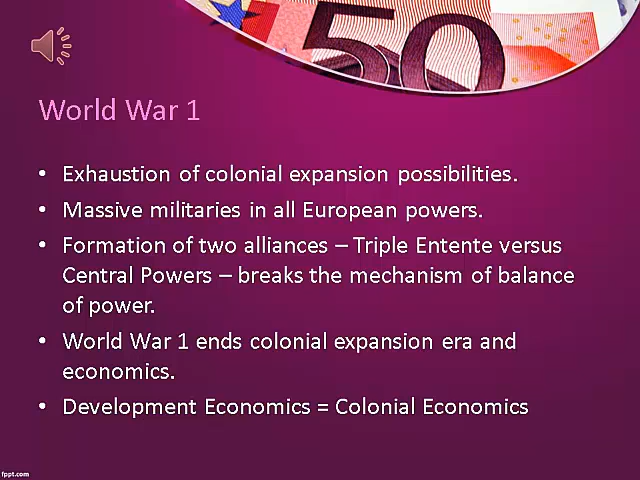 50
World War 1
• Exhaustion of colonial expansion possibilities.
• Massive militaries in all European powers.
• Formation of two alliances – Triple Entente versus
Central Powers – breaks the mechanism of balance
of power.
• World War 1 ends colonial expansion era and
economics.
• Development Economics = Colonial Economics
fppt.com